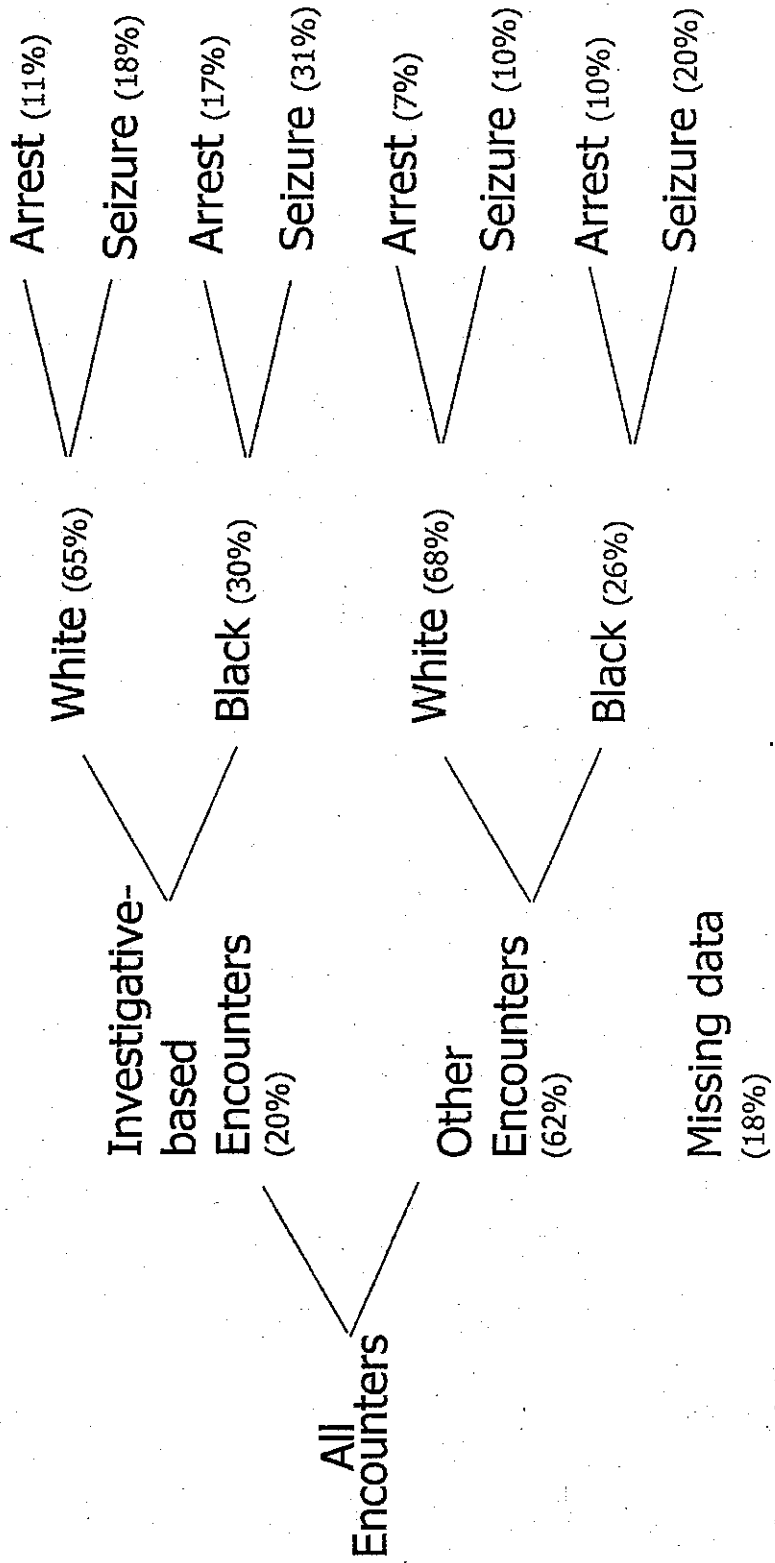 All
Encounters
Investigative-
based
Encounters
(20%)
Other
Encounters
(62%)
Missing data
(18%)
White (65%)
Black (30%)
White (68%)
Black (26%)
Arrest (11%)
Seizure (18%)
Arrest (17%)
Seizure (31%)
Arrest (7%)
Seizure (10%)
Arrest (10%)
Seizure (20%)